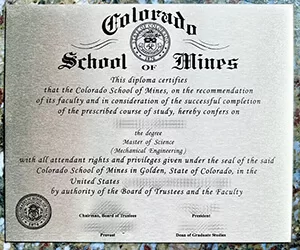 Colorado
School OF Mines
This diploma certifies
that the Colorado School of Mines, on the recommendation
of its faculty and in consideration of the successful completion
of the prescribed course of study, hereby confers on
the degree
Master of Science
(Mechanical Engineering)
with all attendant rights and privileges given under the seal of the said
Colorado School of Mines in Golden, State of Colorado, in the
United States
by authority of the Board of Trustees and the Faculty
Chairman, Board of Trustees President
Provost Dean of Graduate Studies